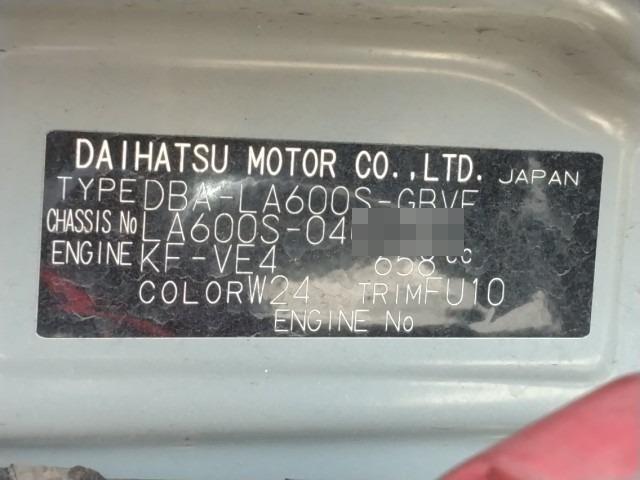 DAIHATSU MOTOR CO.,LTD. JAPAN
TYPE DBA-LA600S-GBVF
CHASSIS No LA600S-04
ENGINE KF-VE4 658 cc
COLOR W24 TRIM FU10
ENGINE No